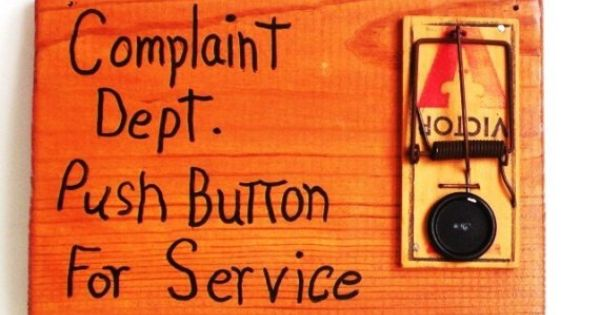 Complaint
Dept.
Push Button
For Service
VICTOR